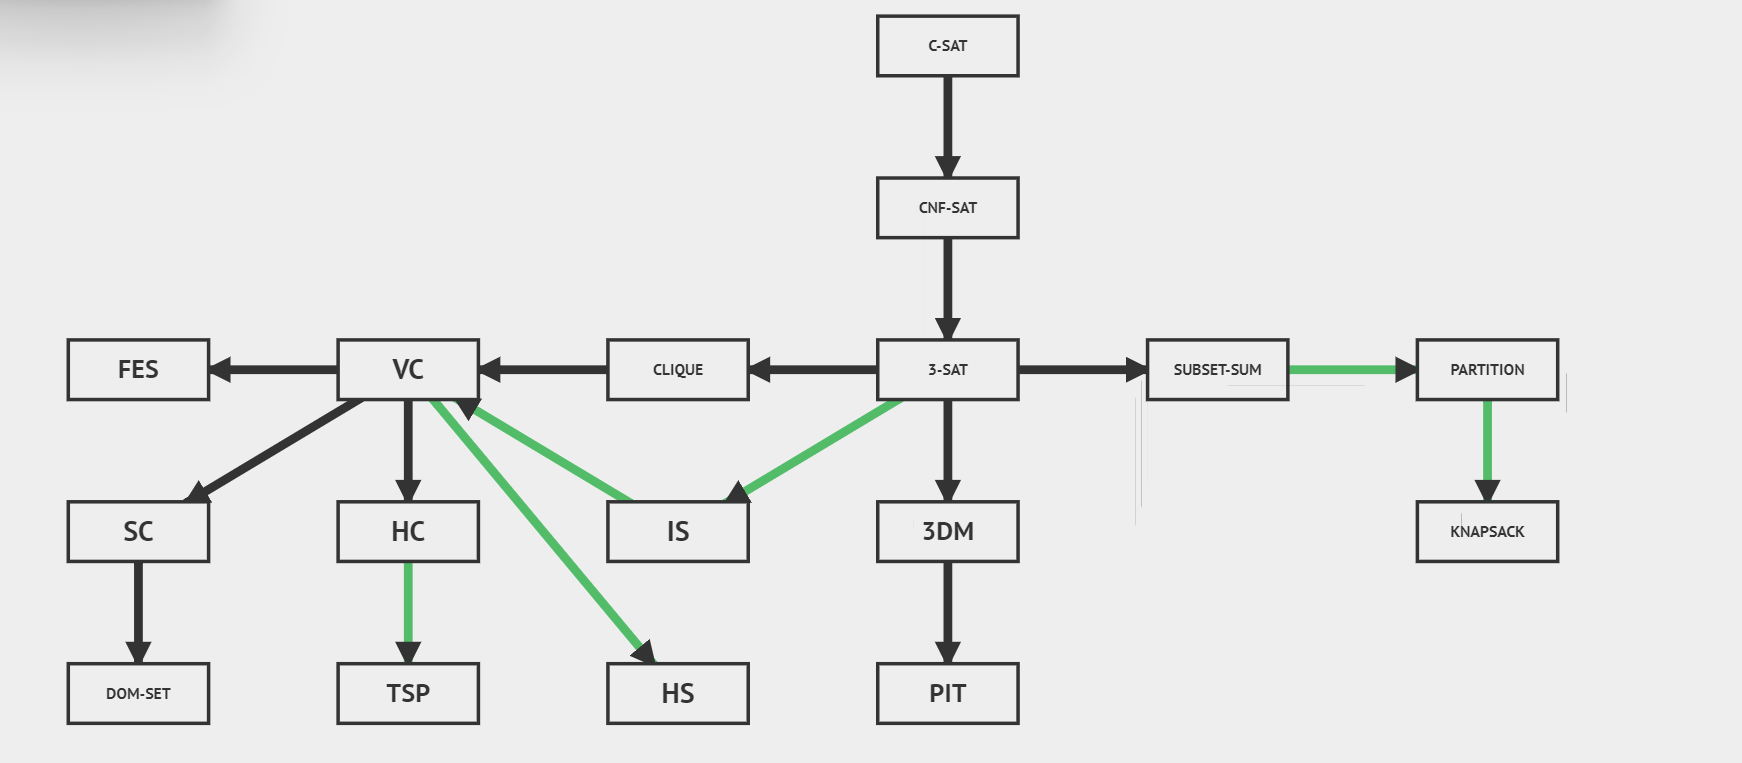 C-SAT
CNF-SAT
FES
VC
CLIQUE
3-SAT
SUBSET-SUM
PARTITION
SC
HC
IS
3DM
KNAPSACK
DOM-SET
TSP
HS
PIT